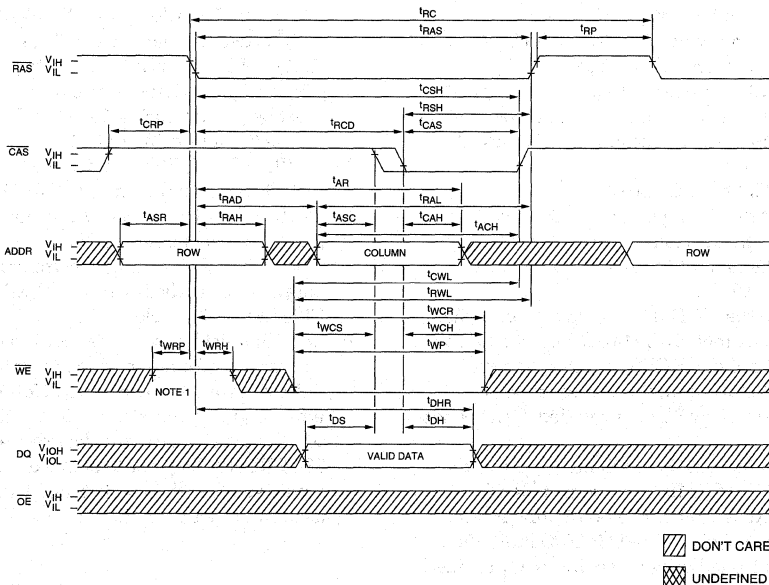 tRC
tRAS
tRP
RAS VIH
VIL
tCSH
tRSH
tCRP
tRCD
tCAS
CAS VIH
VIL
tAR
tRAD
tRAL
tASR
tRAH
tASC
tCAH
tACH
ADDR VIH
VIL
ROW
COLUMN
ROW
tCWL
tRWL
tWCR
tWCS
tWCH
tWRP
tWRH
tWP
WE VIH
VIL
NOTE 1
tDHR
tDS
tDH
DQ VIOH
VIOL
VALID DATA
OE VIH
VIL
DON'T CARE
UNDEFINED